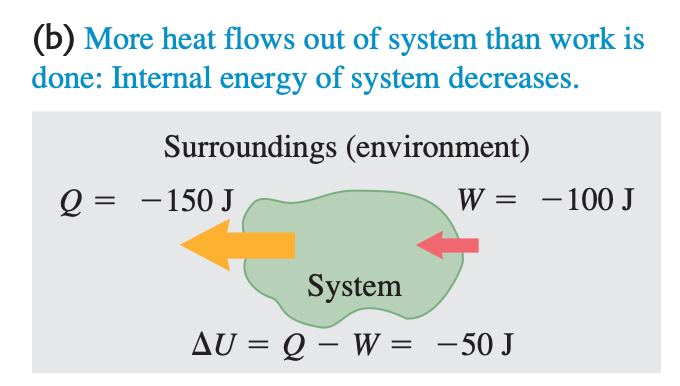 (b) More heat flows out of system than work is
done: Internal energy of system decreases.
Surroundings (environment)
Q = −150 J
W = −100 J
System
ΔU = Q − W = −50 J